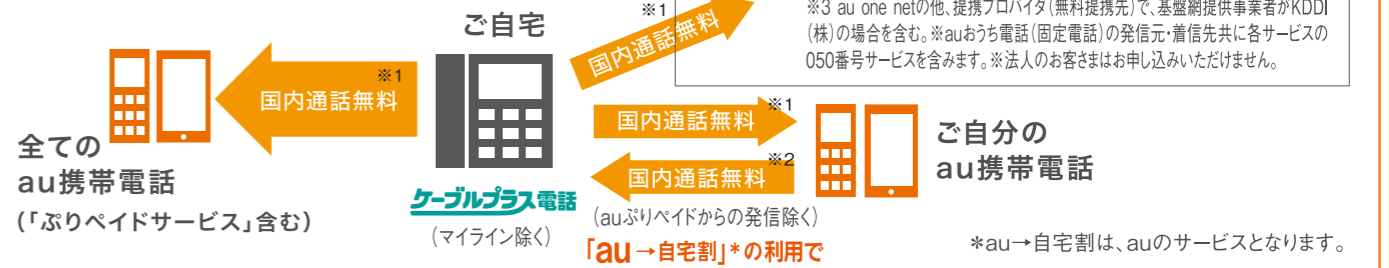 ※3 au one netの他、提携プロバイダ(無料提携先)で、基盤網提供事業者がKDDI
(株)の場合を含む。※auおうち電話(固定電話)の発信元・着信先共に各サービスの
050番号サービスを含みます。※法人のお客さまはお申し込みいただけません。
※1
国内通話無料
ご自宅
※1
国内通話無料
全ての
au携帯電話
(「ぷりペイドサービス」含む)
ケーブルプラス電話
(マイライン除く)
※1
国内通話無料
※2
国内通話無料
(auぷりペイドからの発信除く)
「au→自宅割」*の利用で
ご自分の
au携帯電話
*au→自宅割は、auのサービスとなります。